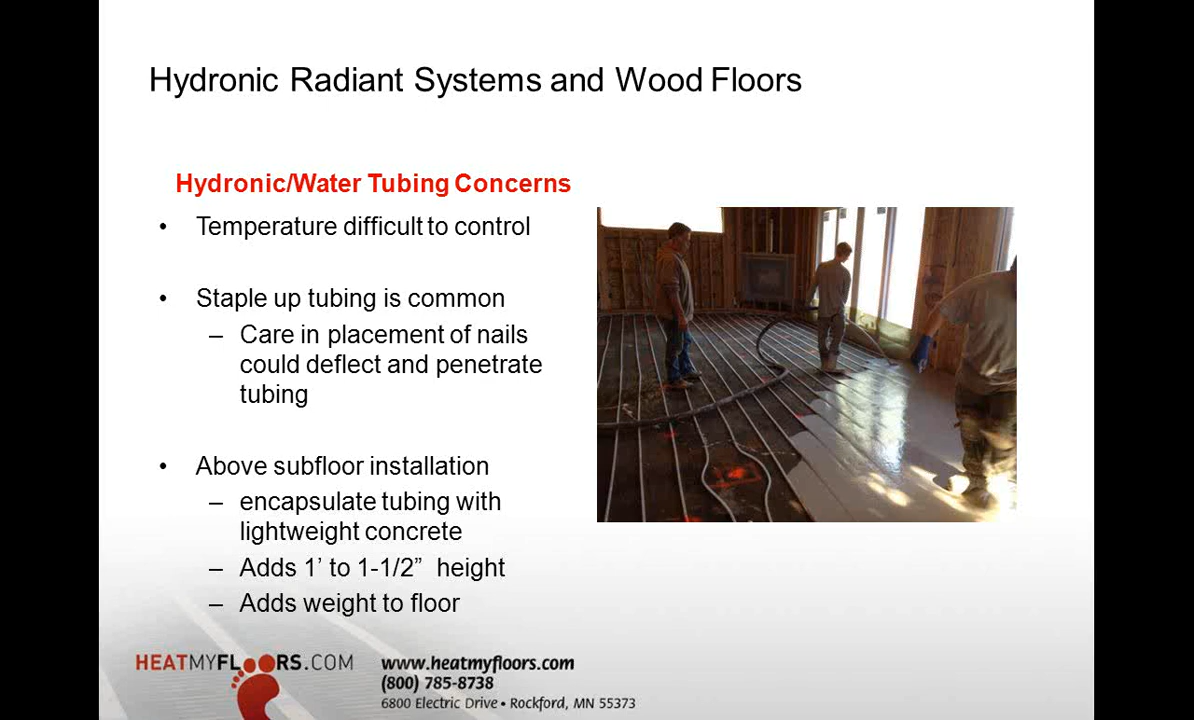 Hydronic Radiant Systems and Wood Floors
Hydronic/Water Tubing Concerns
• Temperature difficult to control
• Staple up tubing is common
– Care in placement of nails
could deflect and penetrate
tubing
• Above subfloor installation
– encapsulate tubing with
lightweight concrete
– Adds 1’ to 1-1/2” height
– Adds weight to floor
HEATMYFLOORS.COM
www.heatmyfloors.com
(800) 785-8738
6800 Electric Drive • Rockford, MN 55373